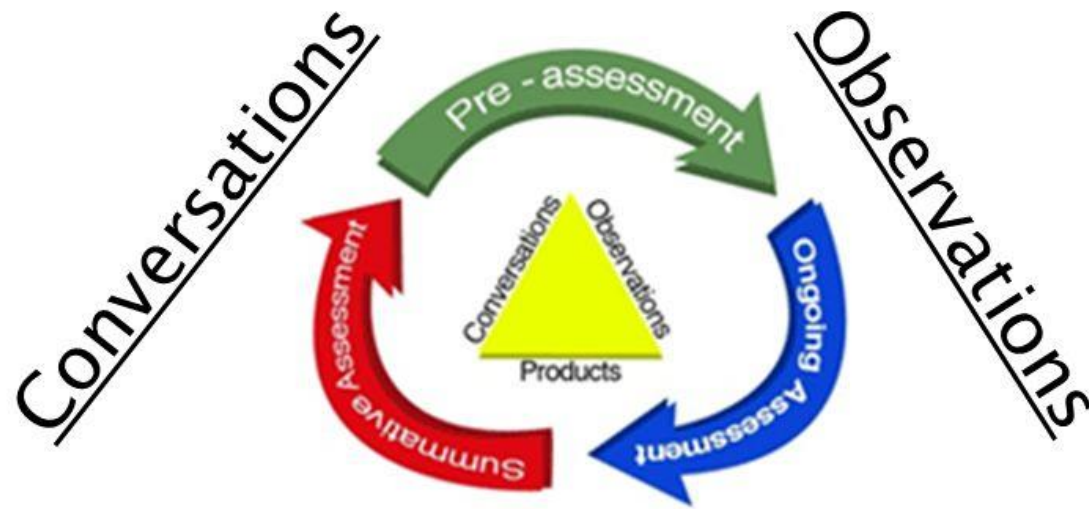 Conversations
Observations
Pre - assessment
Ongoing Assessment
Summative Assessment
Conversations
Observations
Products